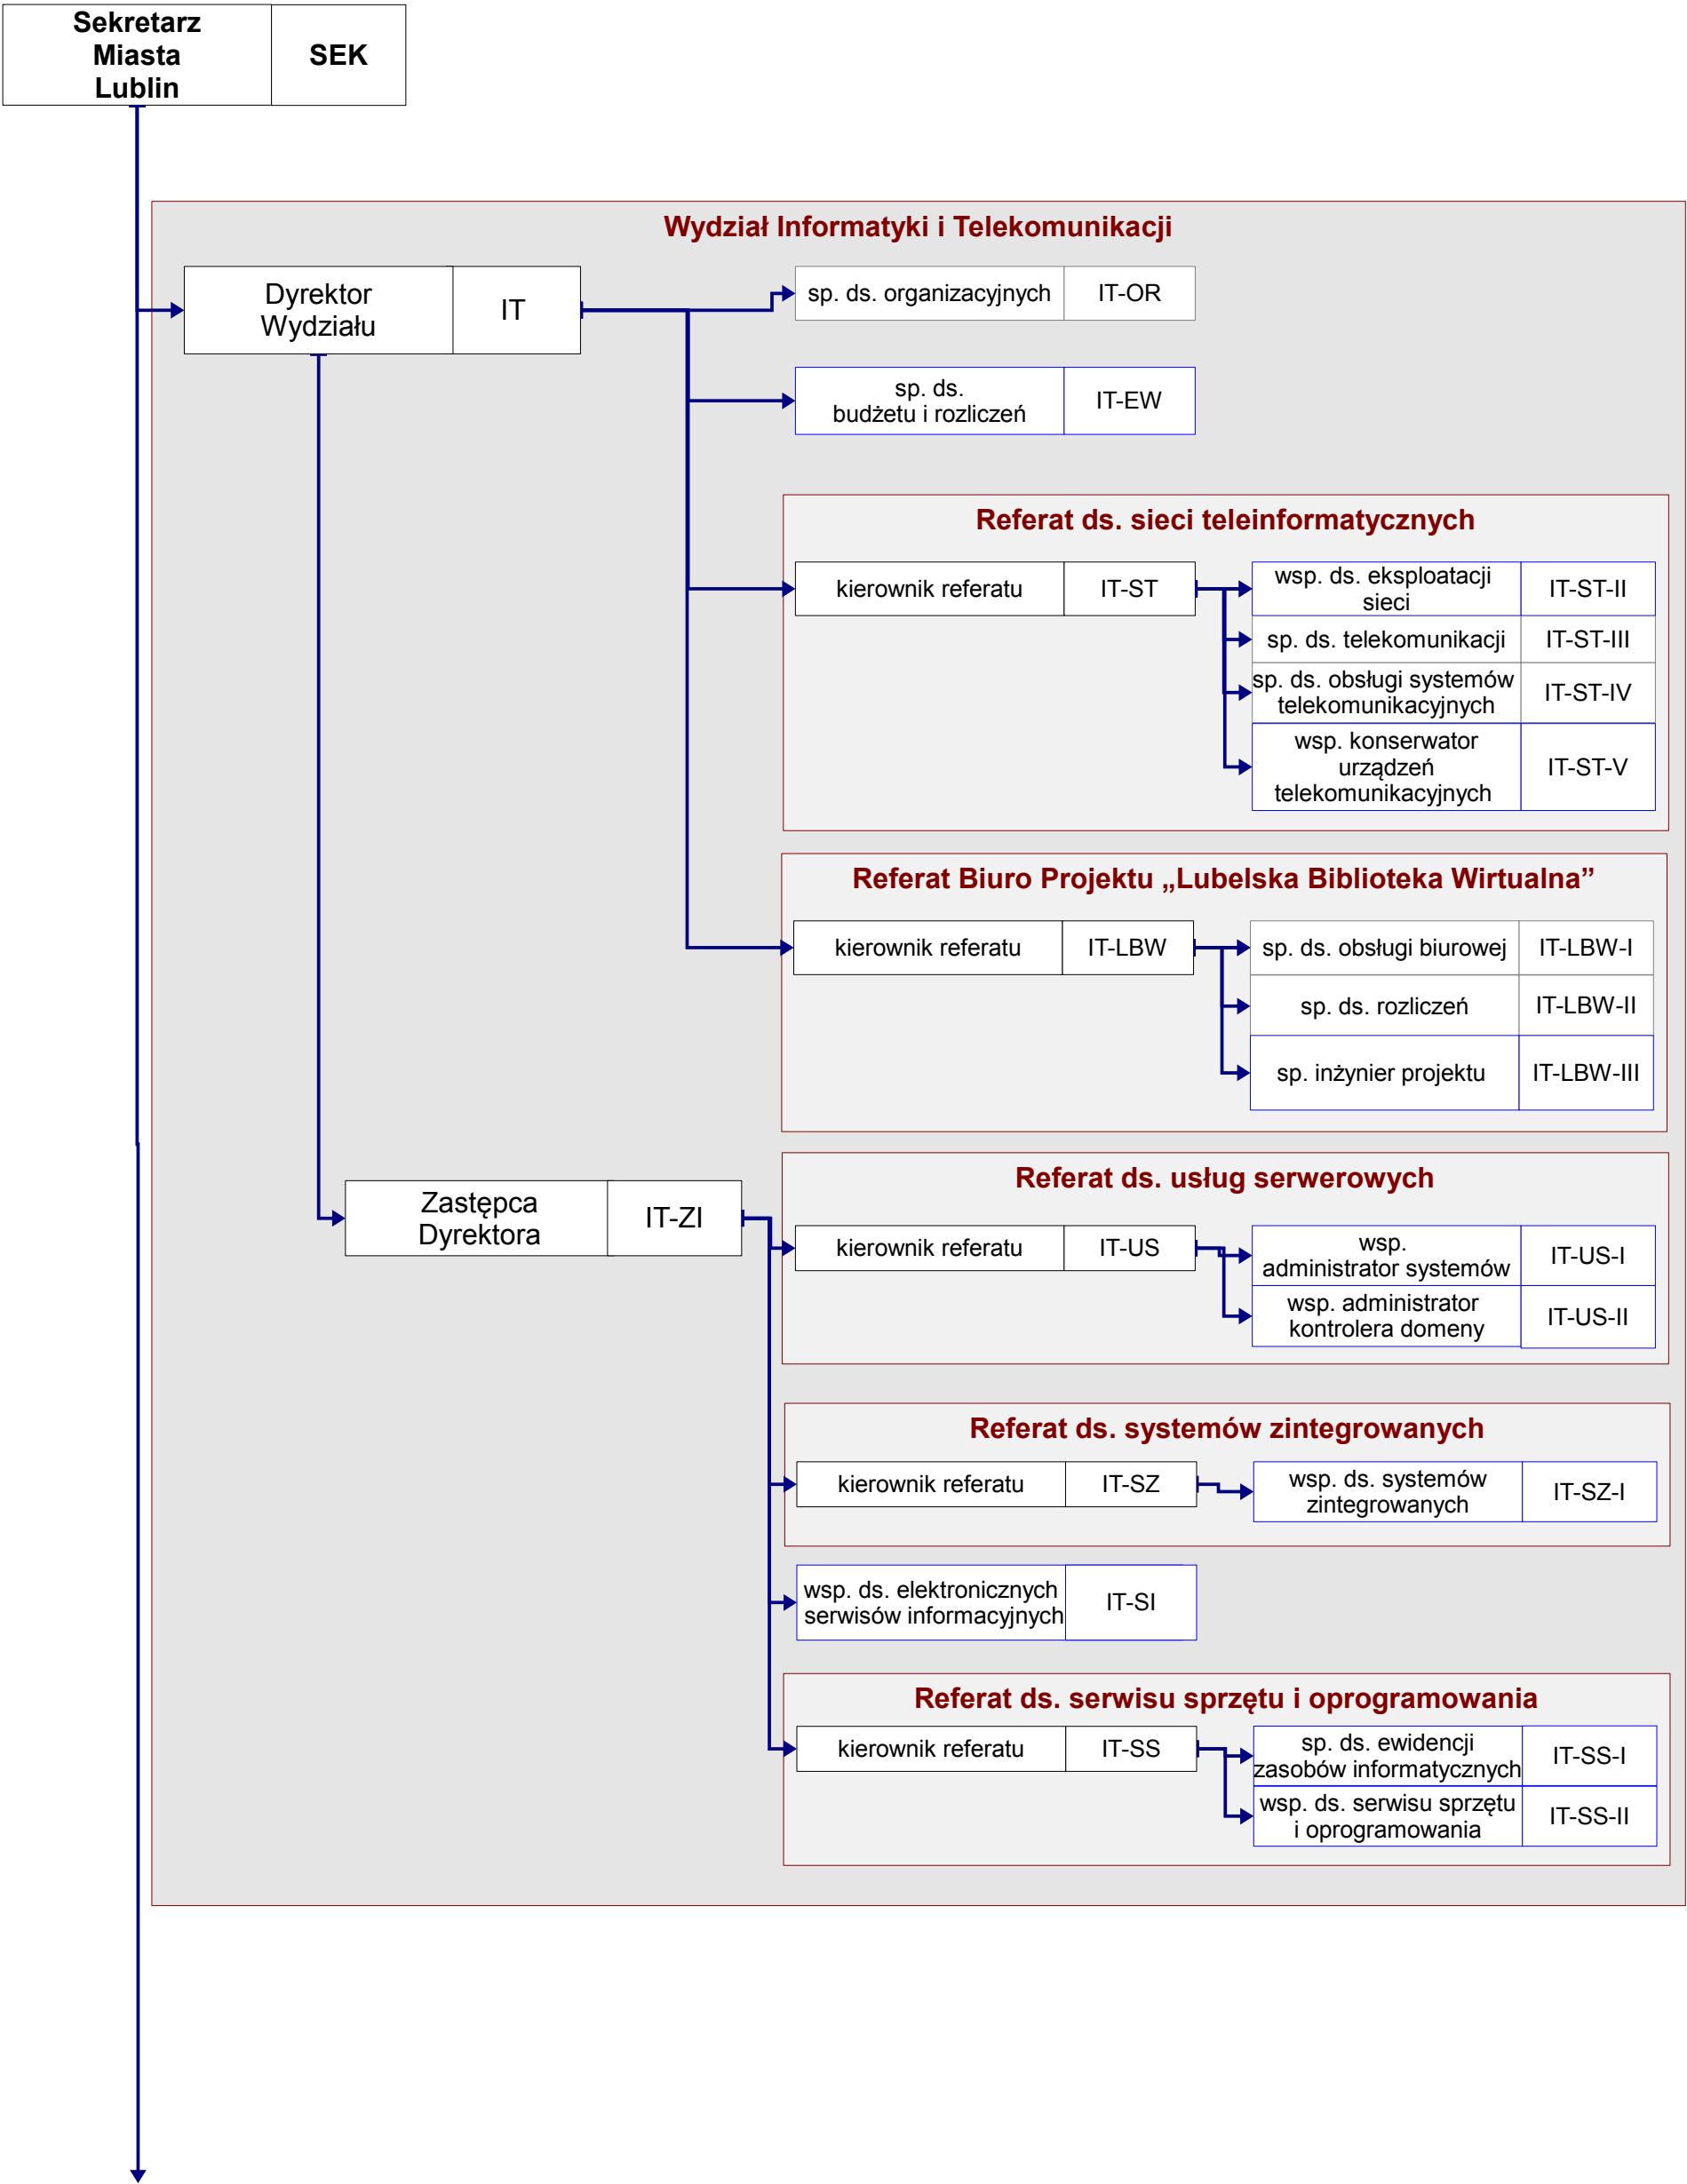 Sekretarz
Miasta
Lublin
SEK
Wydział Informatyki i Telekomunikacji
Dyrektor
Wydziału
IT
sp. ds. organizacyjnych
IT-OR
sp. ds.
budżetu i rozliczeń
IT-EW
Referat ds. sieci teleinformatycznych
kierownik referatu
IT-ST
wsp. ds. eksploatacji
sieci
IT-ST-II
sp. ds. telekomunikacji
IT-ST-III
sp. ds. obsługi systemów
telekomunikacyjnych
IT-ST-IV
wsp. konserwator
urządzeń
telekomunikacyjnych
IT-ST-V
Referat Biuro Projektu „Lubelska Biblioteka Wirtualna”
kierownik referatu
IT-LBW
sp. ds. obsługi biurowej
IT-LBW-I
sp. ds. rozliczeń
IT-LBW-II
sp. inżynier projektu
IT-LBW-III
Zastępca
Dyrektora
IT-ZI
Referat ds. usług serwerowych
kierownik referatu
IT-US
wsp.
administrator systemów
IT-US-I
wsp. administrator
kontrolera domeny
IT-US-II
Referat ds. systemów zintegrowanych
kierownik referatu
IT-SZ
wsp. ds. systemów
zintegrowanych
IT-SZ-I
wsp. ds. elektronicznych
serwisów informacyjnych
IT-SI
Referat ds. serwisu sprzętu i oprogramowania
kierownik referatu
IT-SS
sp. ds. ewidencji
zasobów informatycznych
IT-SS-I
wsp. ds. serwisu sprzętu
i oprogramowania
IT-SS-II